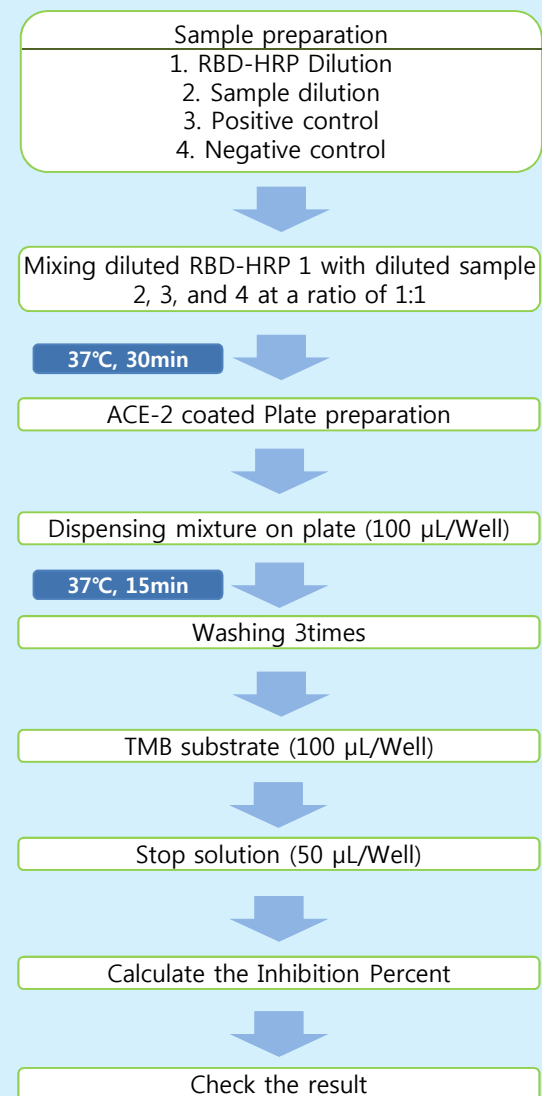 Sample preparation
1. RBD-HRP Dilution
2. Sample dilution
3. Positive control
4. Negative control
Mixing diluted RBD-HRP 1 with diluted sample
2, 3, and 4 at a ratio of 1:1
37℃, 30min
ACE-2 coated Plate preparation
Dispensing mixture on plate (100 μL/Well)
37℃, 15min
Washing 3times
TMB substrate (100 μL/Well)
Stop solution (50 μL/Well)
Calculate the Inhibition Percent
Check the result